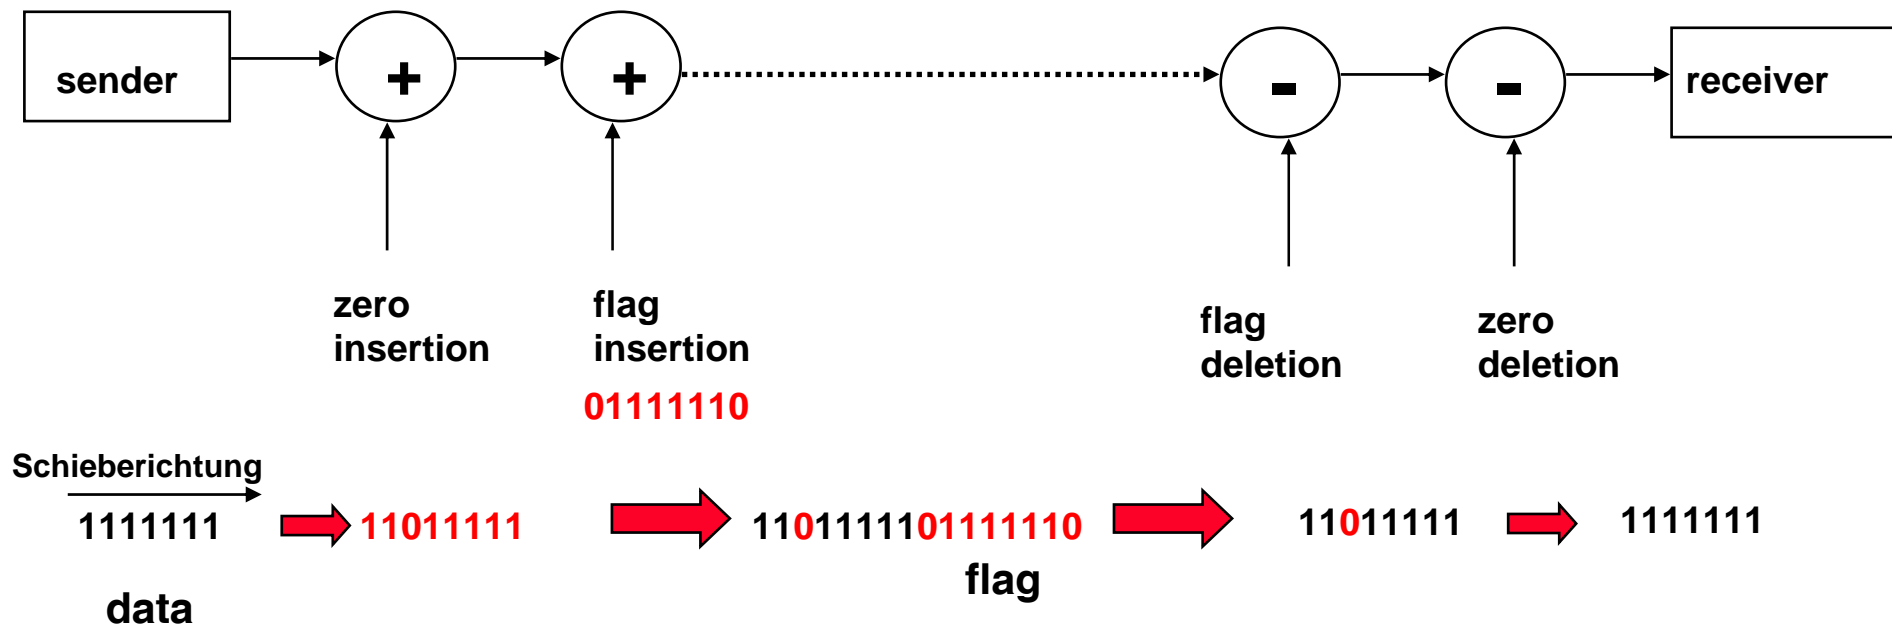 sender
+
+
-
-
receiver
zero
insertion
flag
insertion
01111110
flag
deletion
zero
deletion
Schieberichtung
1111111
11011111
1101111101111110
11011111
1111111
flag
data